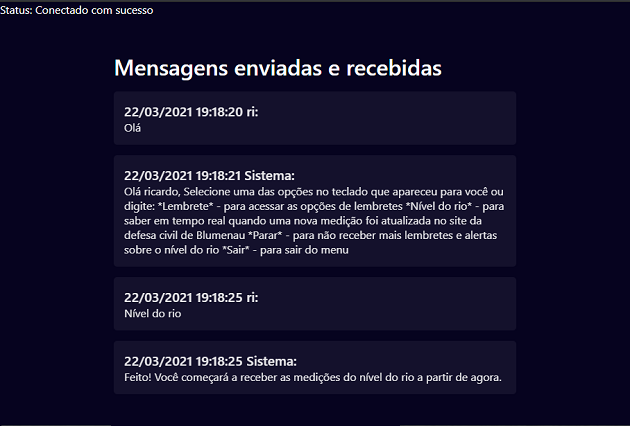 Status: Conectado com sucesso
Mensagens enviadas e recebidas
22/03/2021 19:18:20 ri:
Olá
22/03/2021 19:18:21 Sistema:
Olá ricardo, Selecione uma das opções no teclado que apareceu para você ou
digite: *Lembrete* - para acessar as opções de lembretes *Nível do rio* - para
saber em tempo real quando uma nova medição foi atualizada no site da
defesa civil de Blumenau *Parar* - para não receber mais lembretes e alertas
sobre o nível do rio *Sair* - para sair do menu
22/03/2021 19:18:25 ri:
Nível do rio
22/03/2021 19:18:25 Sistema:
Feito! Você começará a receber as medições do nível do rio a partir de agora.